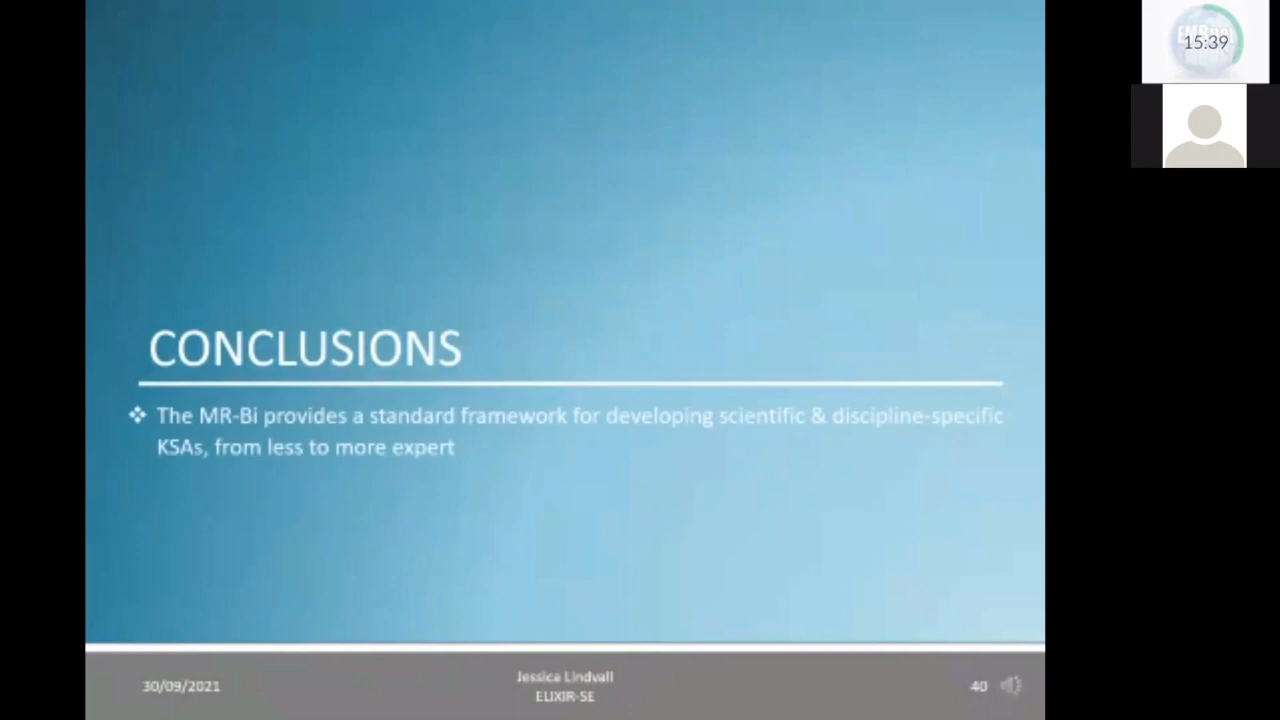 15:39
CONCLUSIONS
❖ The MR-Bi provides a standard framework for developing scientific & discipline-specific
KSAs, from less to more expert
30/09/2021
Jessica Lindvall
ELIXIR-SE
40